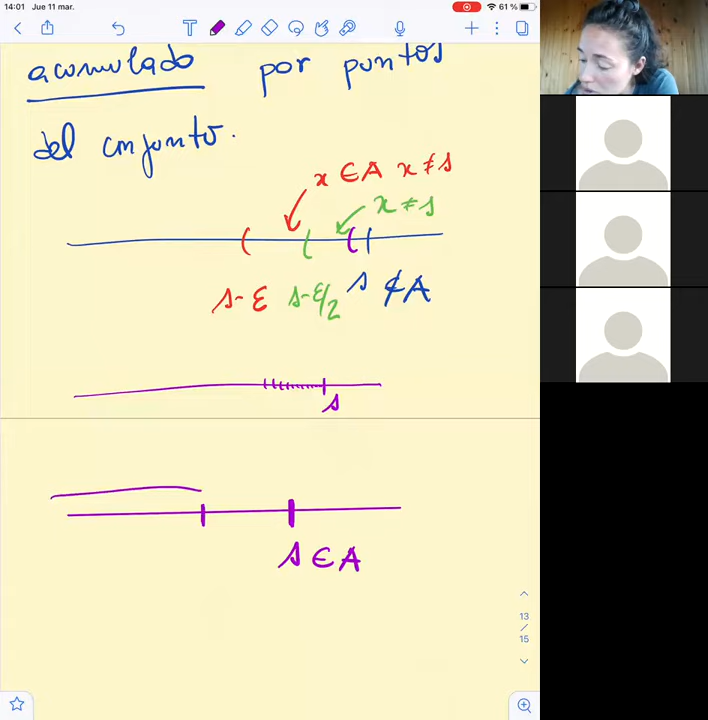 14:01 Jue 11 mar.
61 %
acumulado por puntos
del conjunto.
x ∈ A x ≠ s
x ≠ s
s-ε s-ε/2 s ∉ A
s
s ∈ A
13
/
15